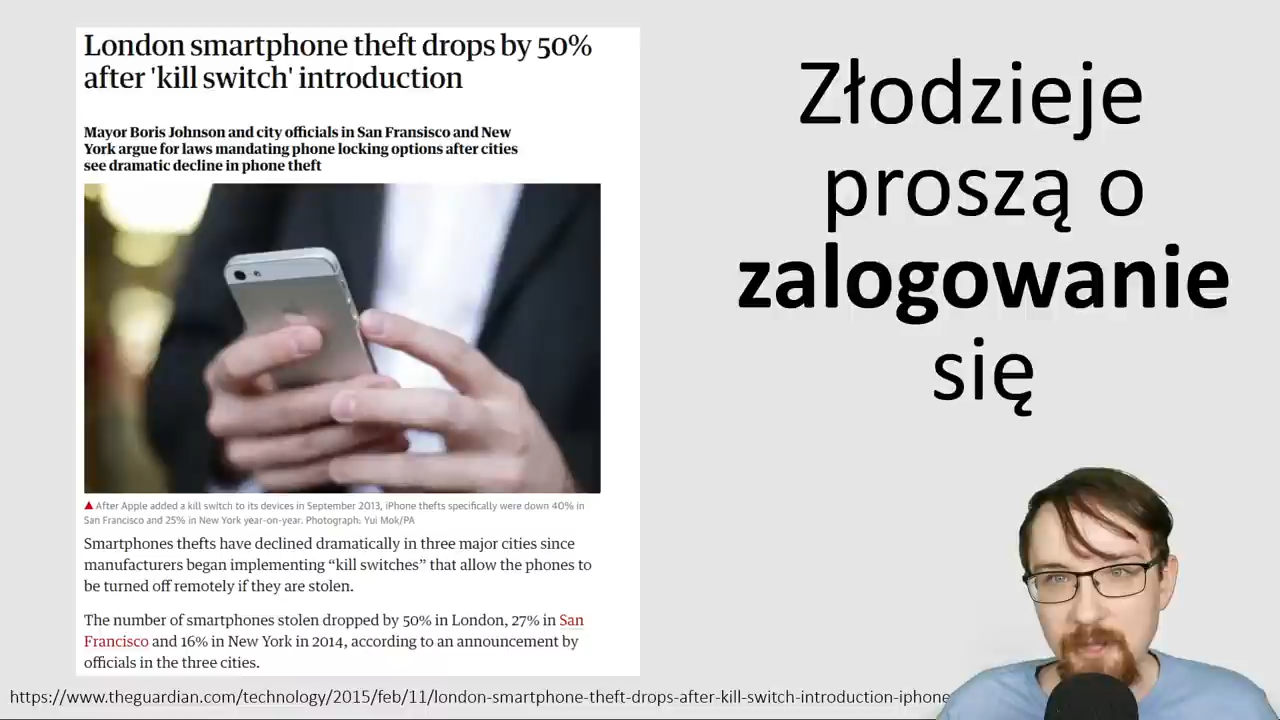 London smartphone theft drops by 50%
after 'kill switch' introduction
Mayor Boris Johnson and city officials in San Fransisco and New
York argue for laws mandating phone locking options after cities
see dramatic decline in phone theft
▲ After Apple added a kill switch to its devices in September 2013, iPhone thefts specifically were down 40% in
San Francisco and 25% in New York year-on-year. Photograph: Yui Mok/PA
Smartphones thefts have declined dramatically in three major cities since
manufacturers began implementing “kill switches” that allow the phones to
be turned off remotely if they are stolen.
The number of smartphones stolen dropped by 50% in London, 27% in San
Francisco and 16% in New York in 2014, according to an announcement by
officials in the three cities.
Złodzieje
proszą o
zalogowanie
się
https://www.theguardian.com/technology/2015/feb/11/london-smartphone-theft-drops-after-kill-switch-introduction-iphone